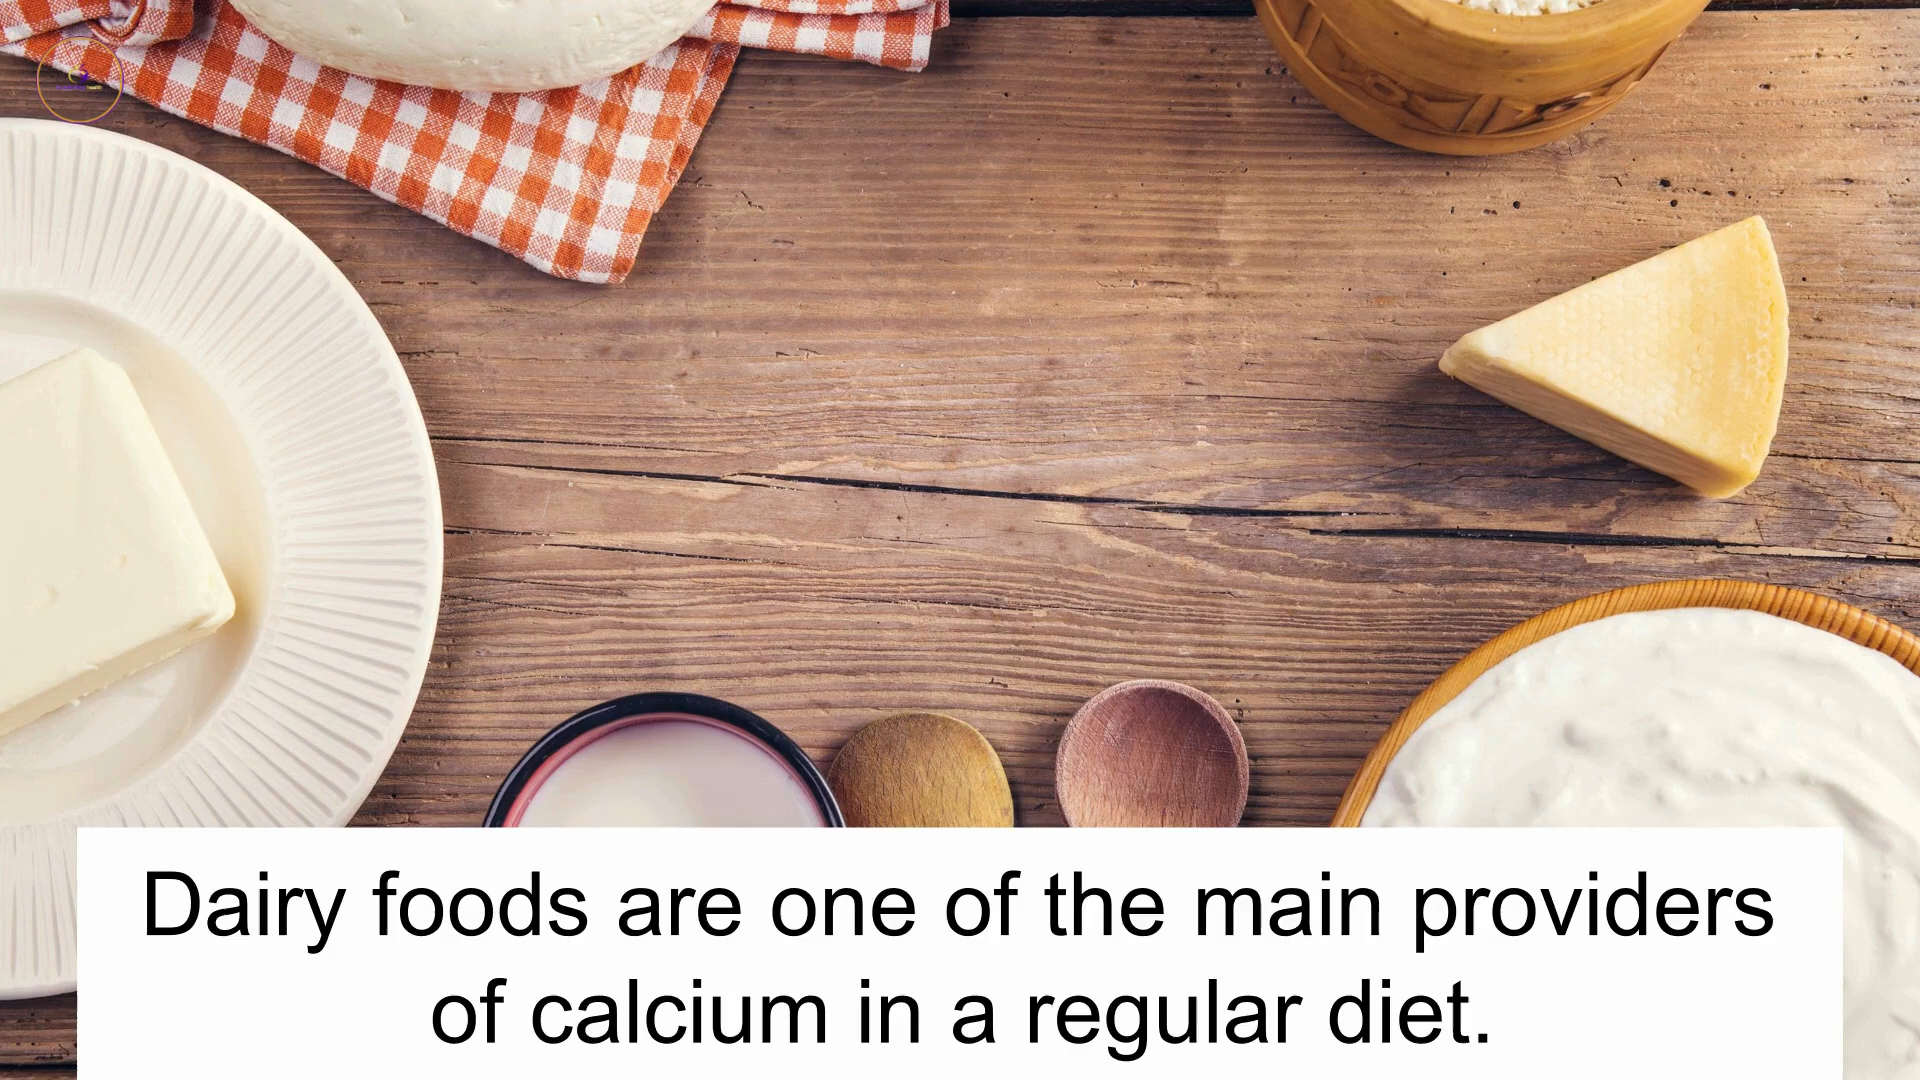 Dairy foods are one of the main providers
of calcium in a regular diet.